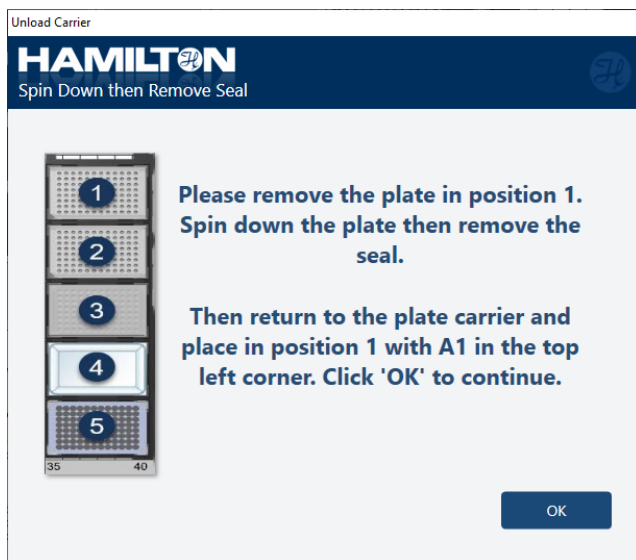 Unload Carrier
HAMILTON
Spin Down then Remove Seal
1
2
3
4
5
35 40
Please remove the plate in position 1.
Spin down the plate then remove the
seal.
Then return to the plate carrier and
place in position 1 with A1 in the top
left corner. Click 'OK' to continue.
OK